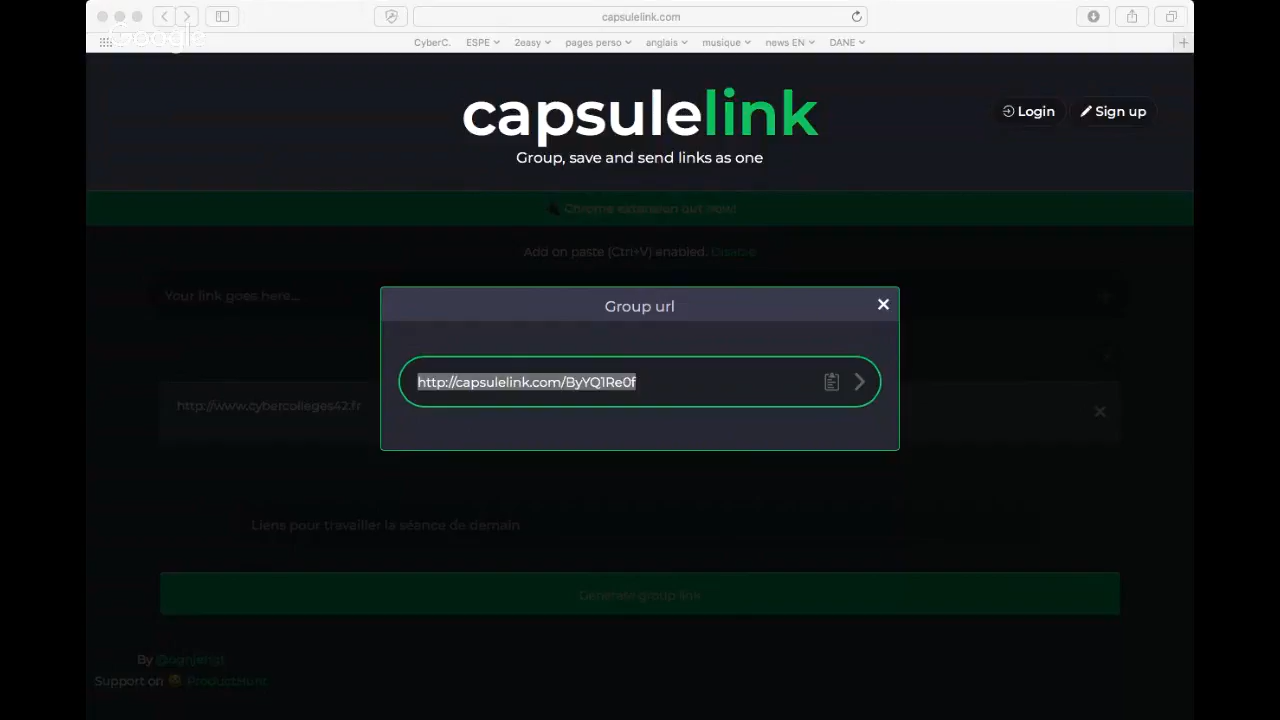 capsulelink.com
Google
CyberC. ESPE 2easy pages perso anglais musique news EN DANE
capsulelink
Login Sign up
Group, save and send links as one
Chrome extension out now!
Add on paste (Ctrl+V) enabled. Disable
Your link goes here...
Group url
http://capsulelink.com/ByYQ1Re0f
http://www.cybercolleges42.fr
Liens pour travailler la séance de demain
Generate group link
By
Support on ProductHunt